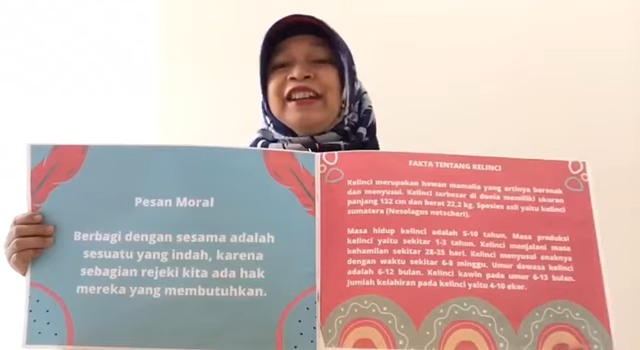 Pesan Moral
Berbagi dengan sesama adalah
sesuatu yang indah, karena
sebagian rejeki kita ada hak
mereka yang membutuhkan.
FAKTA TENTANG KELINCI
Kelinci merupakan hewan mamalia yang artinya beranak
dan menyusui. Kelinci terbesar di dunia memiliki ukuran
panjang 132 cm dan berat 22,2 kg. Spesies asli yaitu kelinci
sumatera (Neselagus netscheri).
Masa hidup kelinci adalah 5-10 tahun. Masa produksi
kelinci yaitu sekitar 1-3 tahun. Kelinci menjalani masa
kehamilan sekitar 28-35 hari. Kelinci menyusui anaknya
dengan waktu sekitar 6-8 minggu, Umur dewasa kelinci
adalah 6-12 bulan. Kelinci kawin pada umur 6-12 bulan.
Jumlah kelahiran pada kelinci yaitu 4-10 ekor.